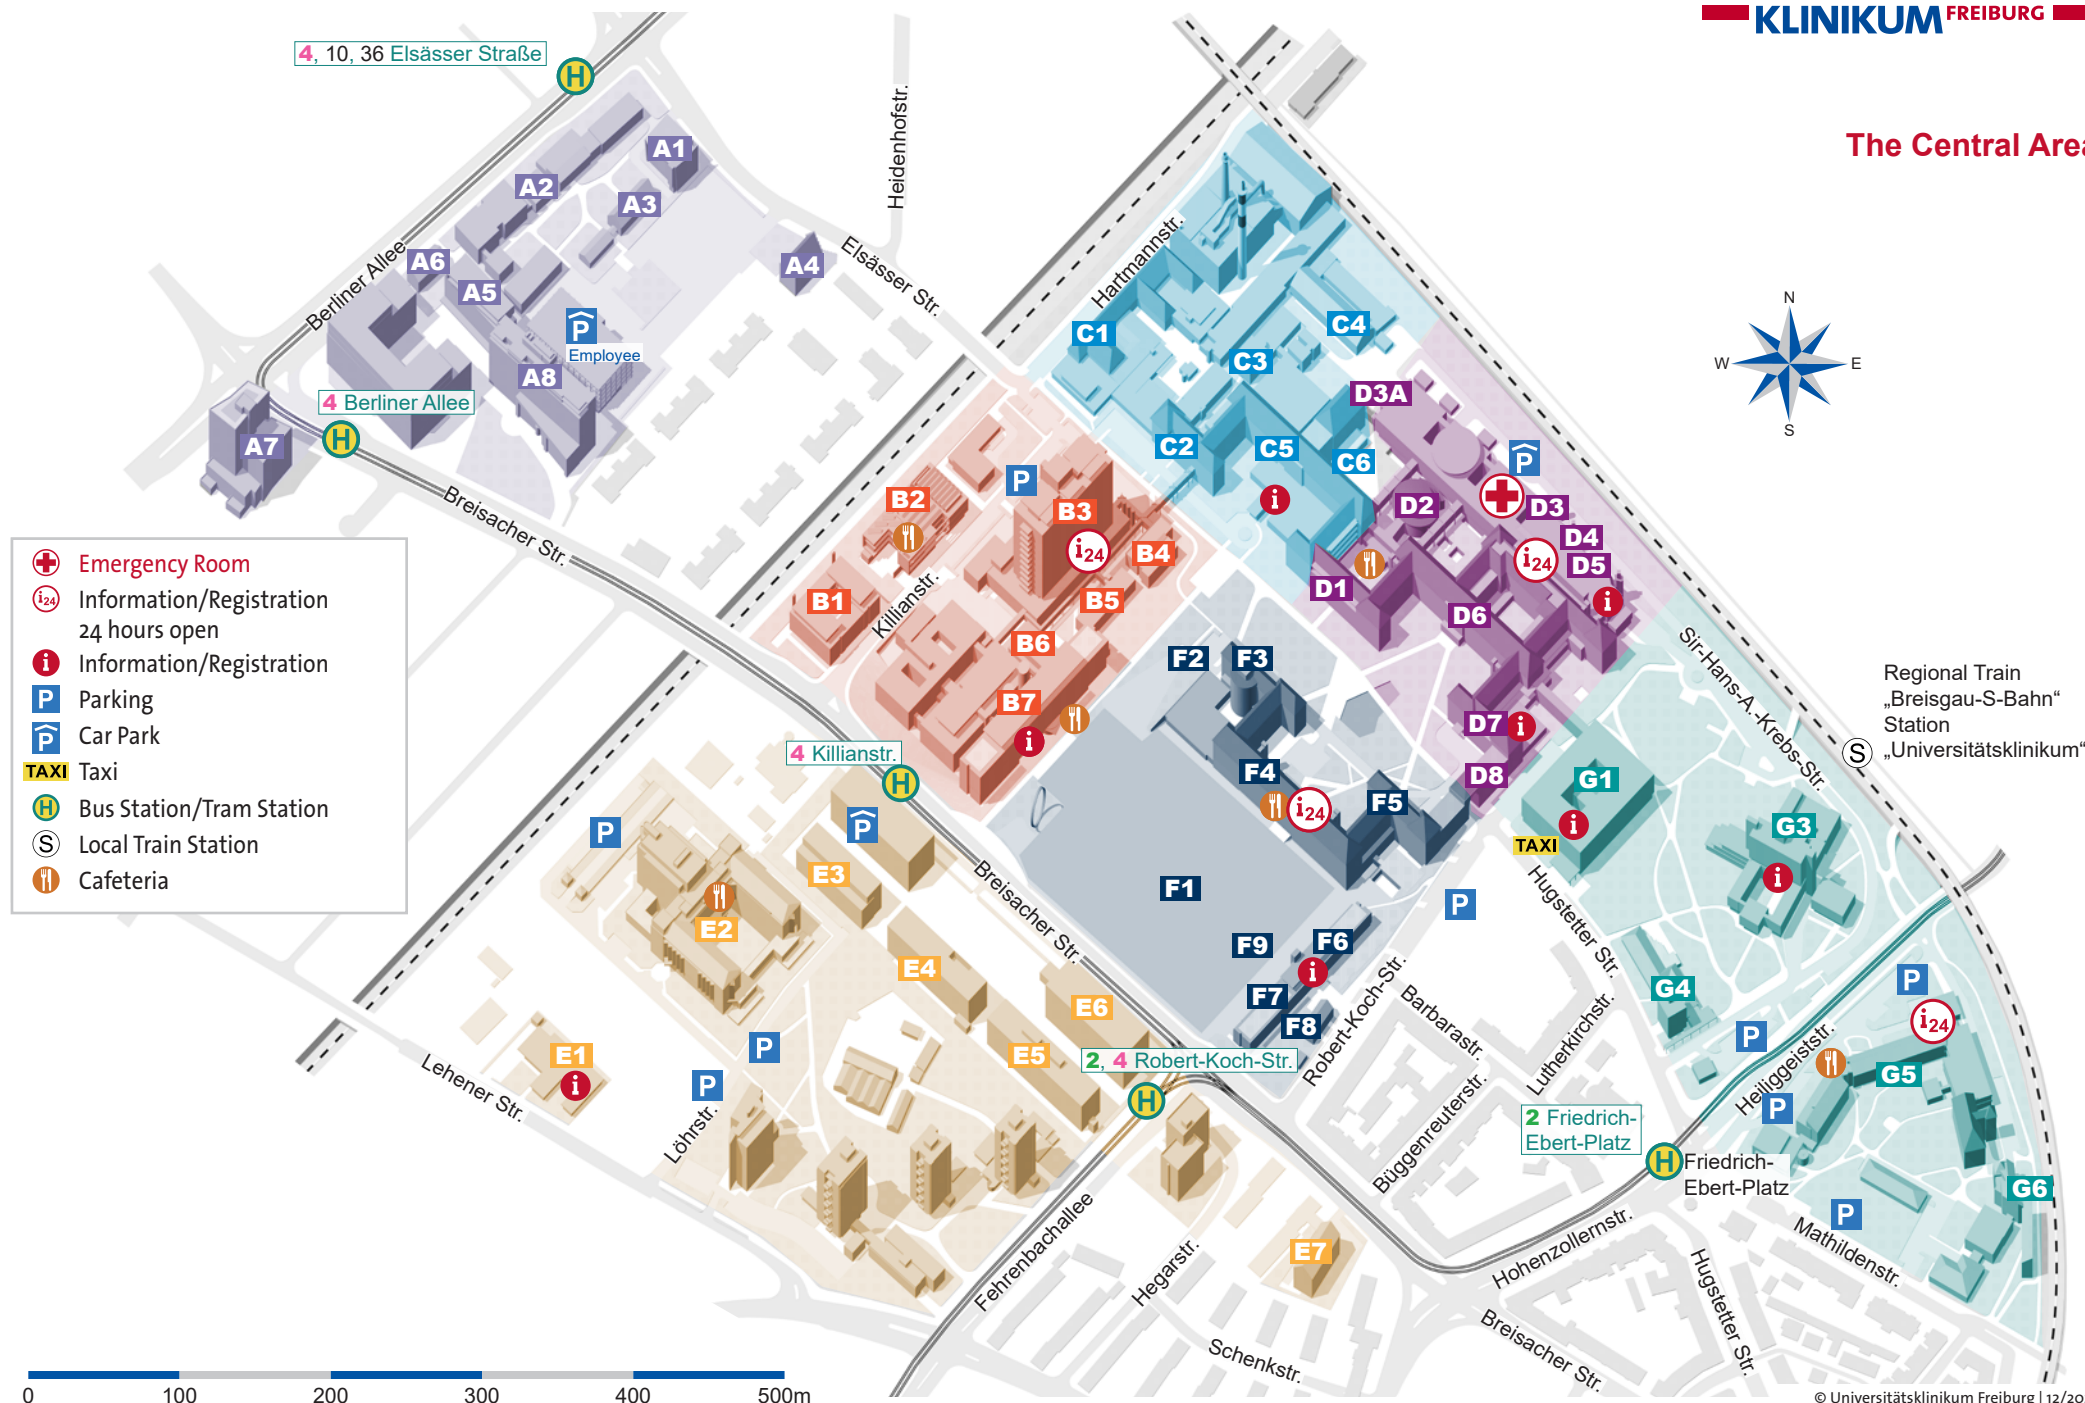 KLINIKUM FREIBURG
The Central Area
4, 10, 36 Elsässer Straße
H
A1
A2
A3
A4
A5
A6
A7
A8
P
Employee
Heidenhofstr.
Elsässer Str.
Berliner Allee
4 Berliner Allee
H
Breisacher Str.
Hartmannstr.
C1
C2
C3
C4
C5
C6
i
N
W
E
S
D3A
P
D1
D2
D3
D4
D5
D6
D7
D8
i24
i
i
B1
B2
B3
B4
B5
B6
B7
P
i24
i
Killianstr.
Emergency Room
i24 Information/Registration
24 hours open
i Information/Registration
P Parking
P Car Park
TAXI Taxi
H Bus Station/Tram Station
S Local Train Station
Cafeteria
Sir-Hans-A.-Krebs-Str.
Regional Train
„Breisgau-S-Bahn“
Station
„Universitätsklinikum“
S
4 Killianstr.
H
F1
F2
F3
F4
F5
F6
F7
F8
F9
i24
i
G1
i
TAXI
G3
i
G4
G5
G6
i24
P
P
P
P
P
Hugstetter Str.
Breisacher Str.
Robert-Koch-Str.
Barbarastr.
Lutherkirchstr.
Büggenreuterstr.
Heiliggeiststr.
E1
i
E2
E3
E4
E5
E6
E7
P
P
P
P
Lehener Str.
Löhrstr.
2, 4 Robert-Koch-Str.
H
2 Friedrich-
Ebert-Platz
H
Friedrich-
Ebert-Platz
Mathildenstr.
Hohenzollernstr.
Hugstetter Str.
Fehrenbachallee
Hegarstr.
Schenkstr.
Breisacher Str.
0 100 200 300 400 500m
© Universitätsklinikum Freiburg | 12/20